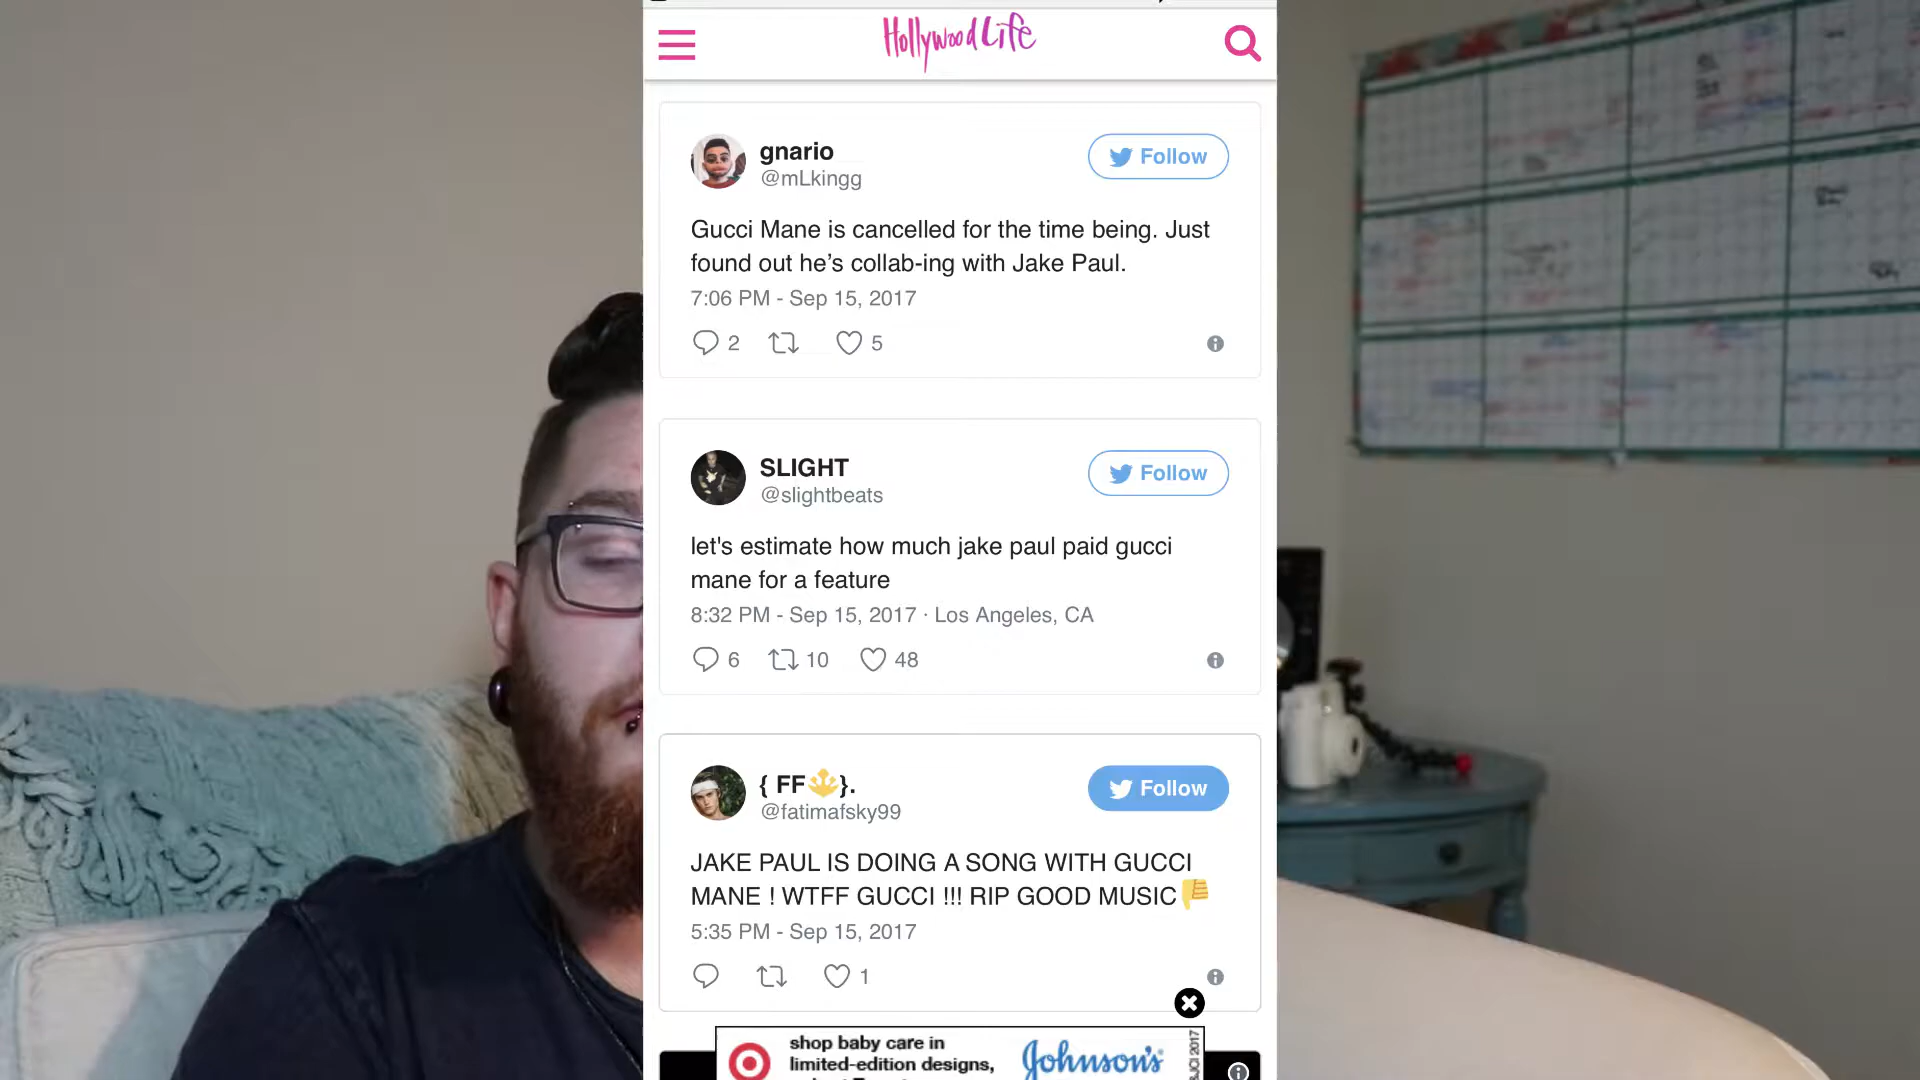 Hollywood Life
gnario
@mLkingg
Follow
Gucci Mane is cancelled for the time being. Just
found out he’s collab-ing with Jake Paul.
7:06 PM - Sep 15, 2017
2
5
SLIGHT
@slightbeats
Follow
let's estimate how much jake paul paid gucci
mane for a feature
8:32 PM - Sep 15, 2017 · Los Angeles, CA
6
10
48
{ FF🔱}.
@fatimafsky99
Follow
JAKE PAUL IS DOING A SONG WITH GUCCI
MANE ! WTFF GUCCI !!! RIP GOOD MUSIC👎
5:35 PM - Sep 15, 2017
1
shop baby care in
limited-edition designs,
Johnson's
JCI 2017